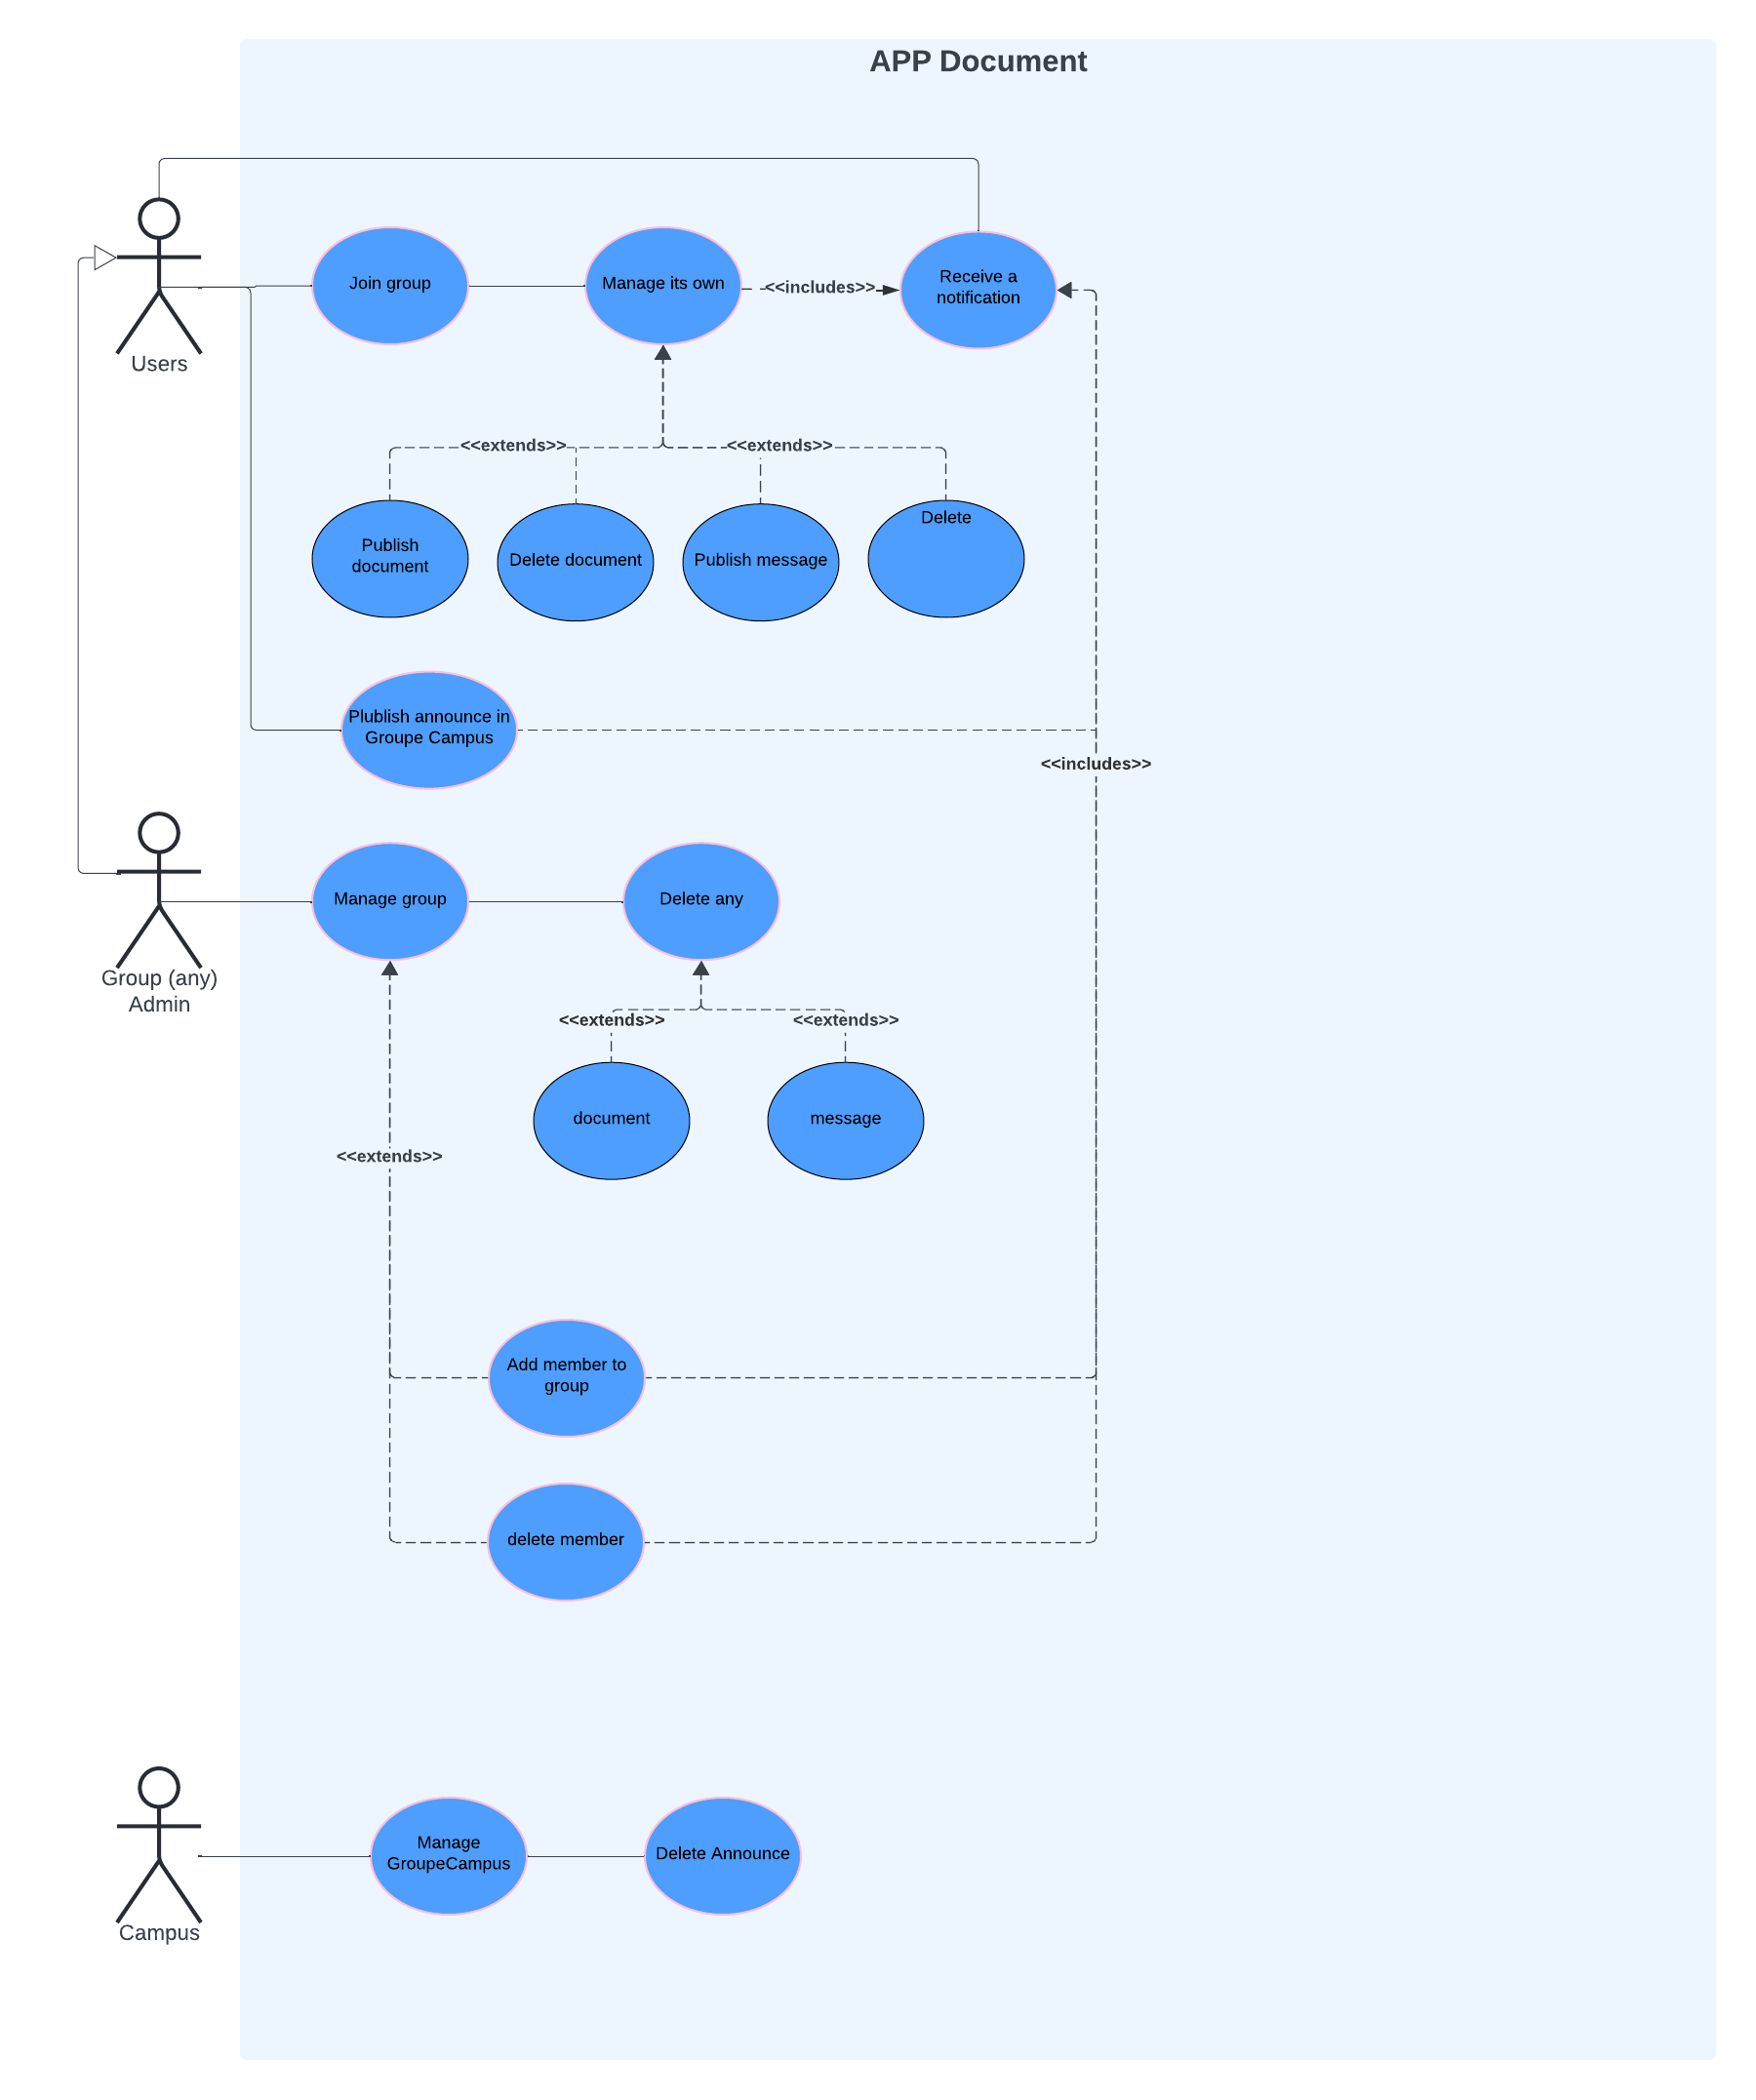 APP Document
Users
Join group
Manage its own
<<includes>>
Receive a
notification
<<extends>>
<<extends>>
Publish
document
Delete document
Publish message
Delete
Plublish announce in
Groupe Campus
<<includes>>
Group (any)
Admin
Manage group
Delete any
<<extends>>
<<extends>>
document
message
<<extends>>
Add member to
group
delete member
Campus
Manage
GroupeCampus
Delete Announce